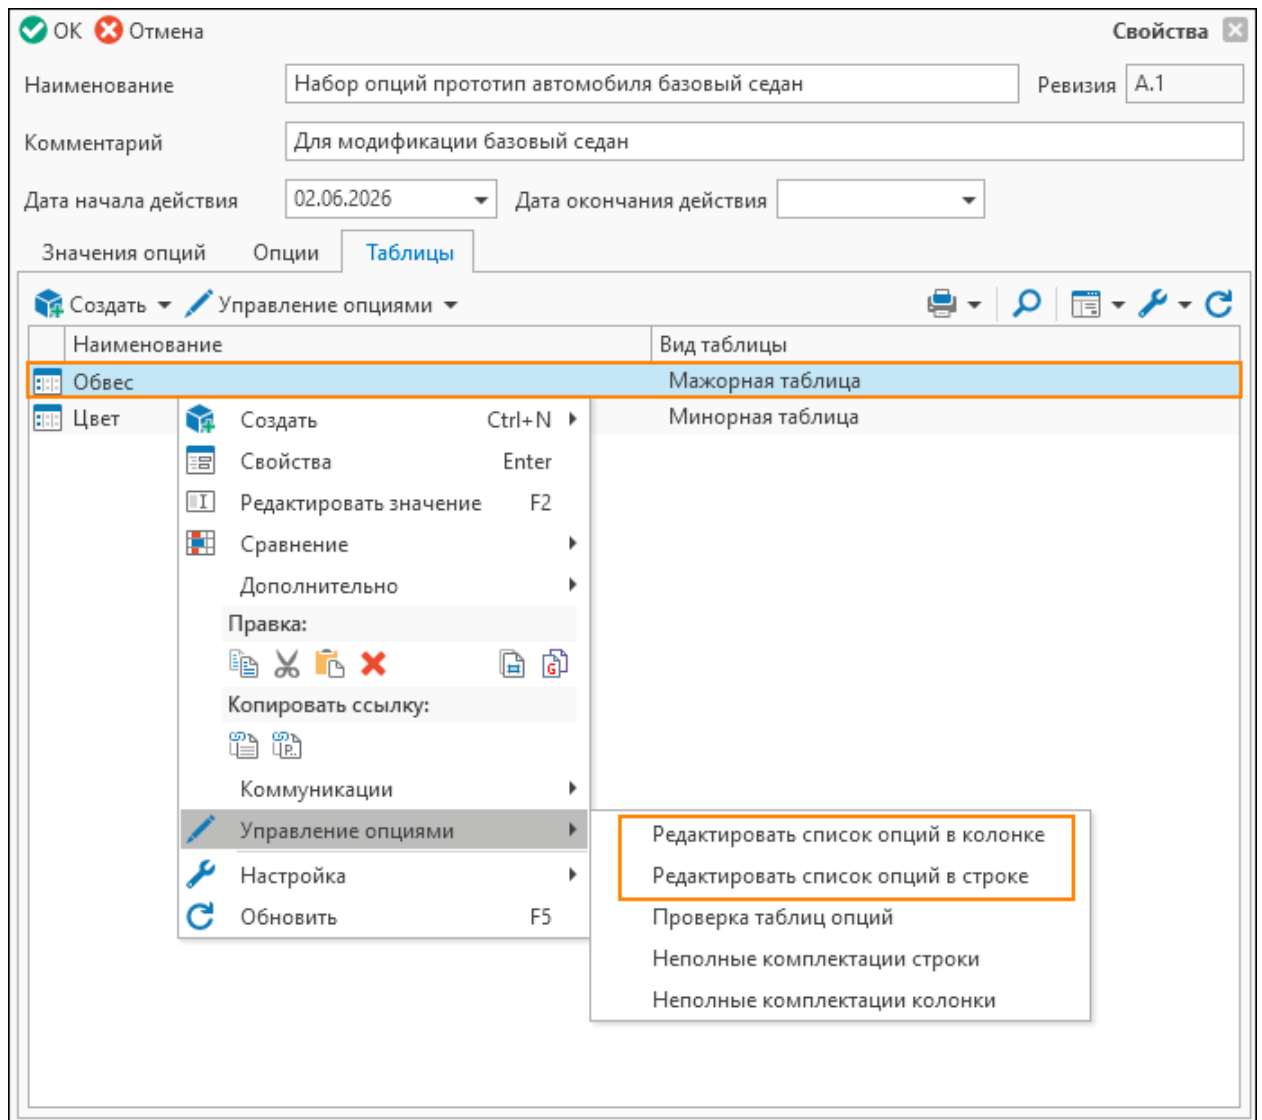 ОК Отмена Свойства
Наименование Набор опций прототип автомобиля базовый седан Ревизия А.1
Комментарий Для модификации базовый седан
Дата начала действия 02.06.2026 Дата окончания действия
Значения опций Опции Таблицы
Создать Управление опциями
Наименование Вид таблицы
Обвес Мажорная таблица
Цвет Минорная таблица
Создать Ctrl+N
Свойства Enter
Редактировать значение F2
Сравнение
Дополнительно
Правка:
Копировать ссылку:
Коммуникации
Управление опциями
Настройка
Обновить F5
Редактировать список опций в колонке
Редактировать список опций в строке
Проверка таблиц опций
Неполные комплектации строки
Неполные комплектации колонки